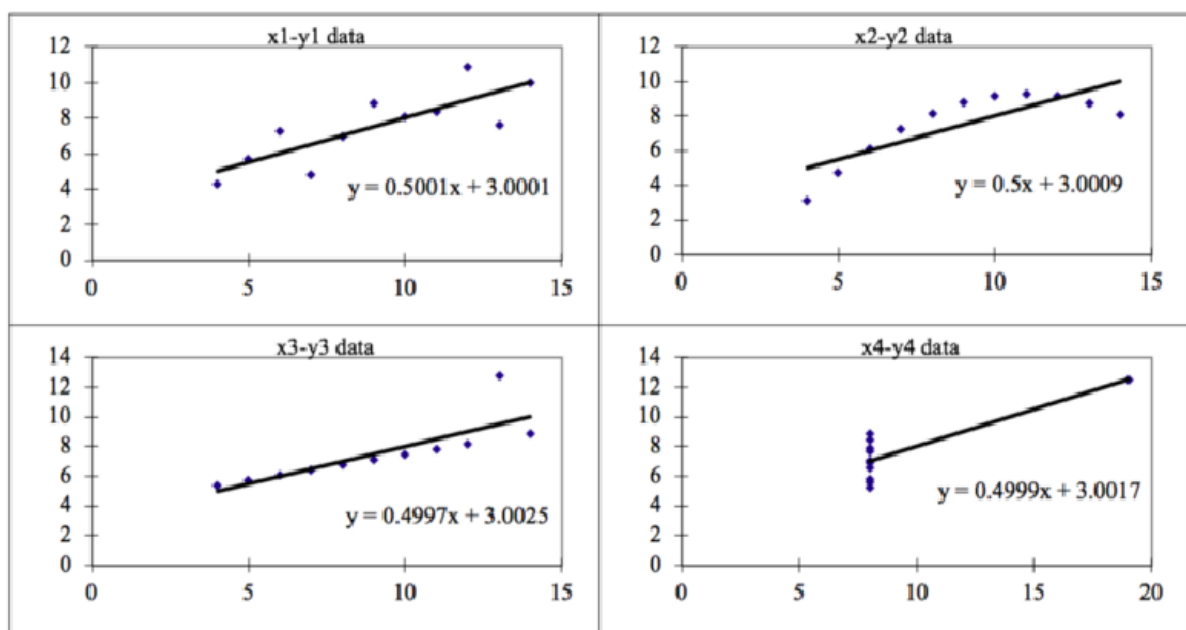 x1-y1 data
12
10
8
6
4
2
0
0 5 10 15
y = 0.5001x + 3.0001
x2-y2 data
12
10
8
6
4
2
0
0 5 10 15
y = 0.5x + 3.0009
x3-y3 data
14
12
10
8
6
4
2
0
0 5 10 15
y = 0.4997x + 3.0025
x4-y4 data
14
12
10
8
6
4
2
0
0 5 10 15 20
y = 0.4999x + 3.0017